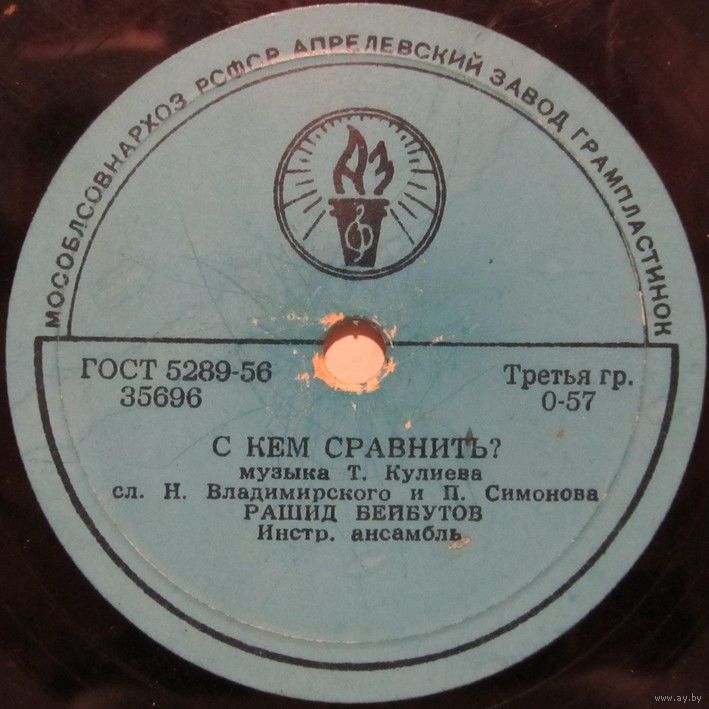 МОСОБЛСОВНАРХОЗ РСФСР АПРЕЛЕВСКИЙ ЗАВОД ГРАМПЛАСТИНОК
АЗ
ГОСТ 5289-56
35696
Третья гр.
0-57
С КЕМ СРАВНИТЬ?
музыка Т. Кулиева
сл. Н. Владимирского и П. Симонова
РАШИД БЕЙБУТОВ
Инстр. ансамбль
www.ay.by